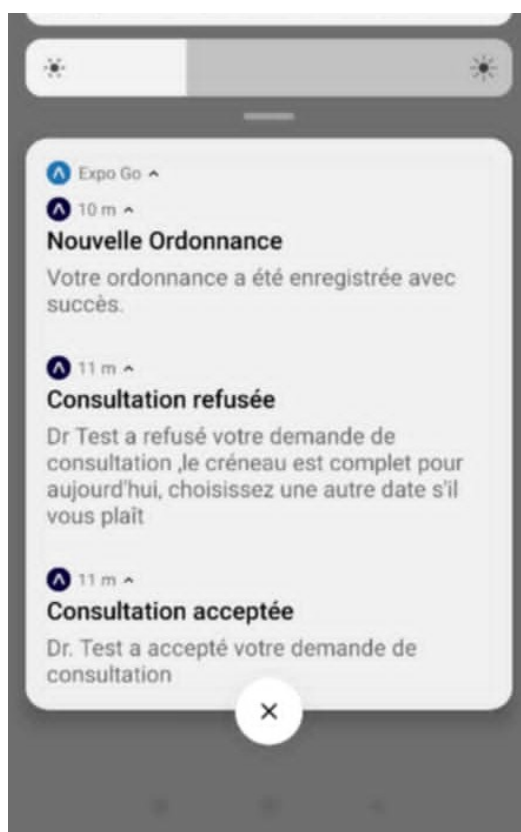 Expo Go
10 m
Nouvelle Ordonnance
Votre ordonnance a été enregistrée avec
succès.
11 m
Consultation refusée
Dr Test a refusé votre demande de
consultation ,le créneau est complet pour
aujourd'hui, choisissez une autre date s'il
vous plaît
11 m
Consultation acceptée
Dr. Test a accepté votre demande de
consultation